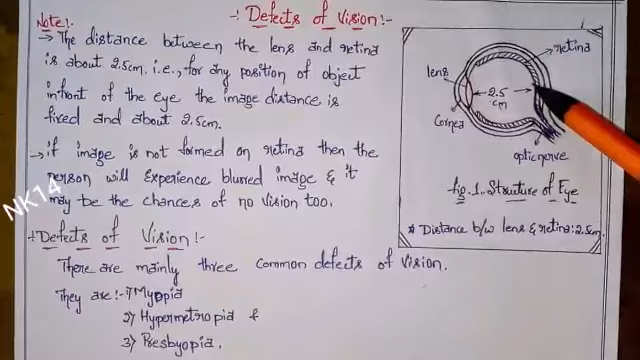 -: Defects of Vision:-
Note:-
→ The distance between the lens and retina
is about 2.5cm. i.e., for any position of object
infront of the eye the image distance is
fixed and about 2.5cm.
→ if image is not formed on retina then the
person will Experience blurred image & it
may be the chances of no vision too.
NK14
-: Defects of Vision:-
There are mainly three common defects of Vision.
They are:- 1) Myopia
2) Hypermetropia &
3) Presbyopia.
retina
lens
2.5
cm
Cornea
optic nerve
fig.1. Struture of Eye
* Distance b/w lens & retina: 2.5cm.